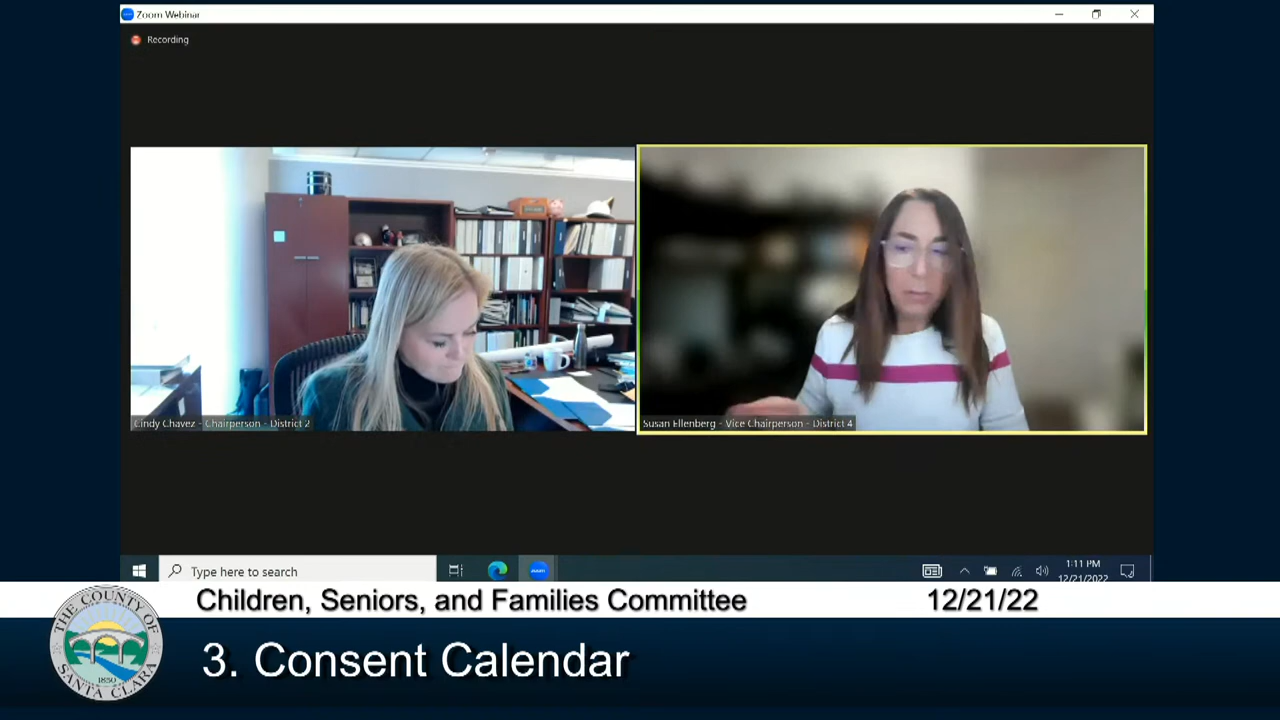 Zoom Webinar
Recording
Cindy Chavez - Chairperson - District 2
Susan Ellenberg - Vice Chairperson - District 4
Type here to search
zoom
1:11 PM
12/21/2022
Children, Seniors, and Families Committee
12/21/22
3. Consent Calendar
THE COUNTY OF
SANTA CLARA
1850